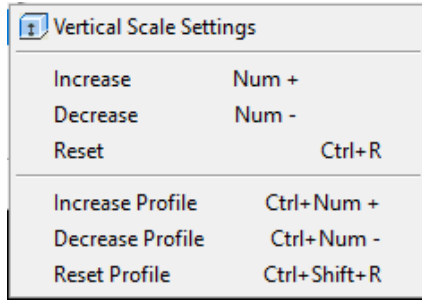 Vertical Scale Settings
Increase Num +
Decrease Num -
Reset Ctrl+R
Increase Profile Ctrl+Num +
Decrease Profile Ctrl+Num -
Reset Profile Ctrl+Shift+R